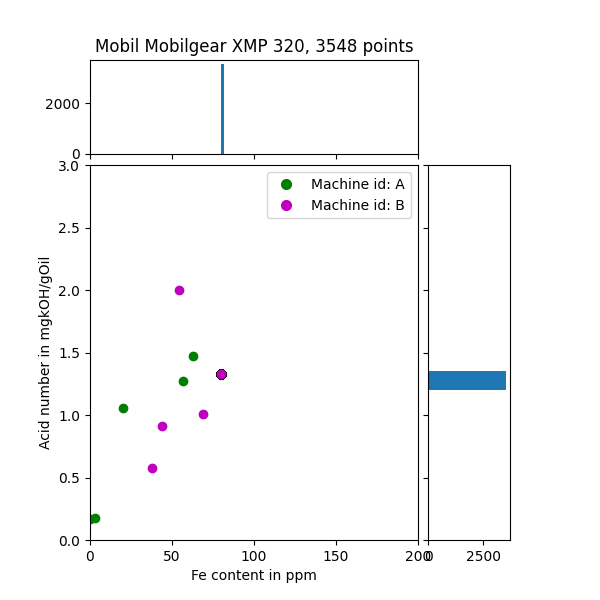 Mobil Mobilgear XMP 320, 3548 points
2000
0
3.0
2.5
2.0
1.5
1.0
0.5
0.0
Acid number in mgkOH/gOil
Machine id: A
Machine id: B
0 50 100 150 200
0 2500
Fe content in ppm